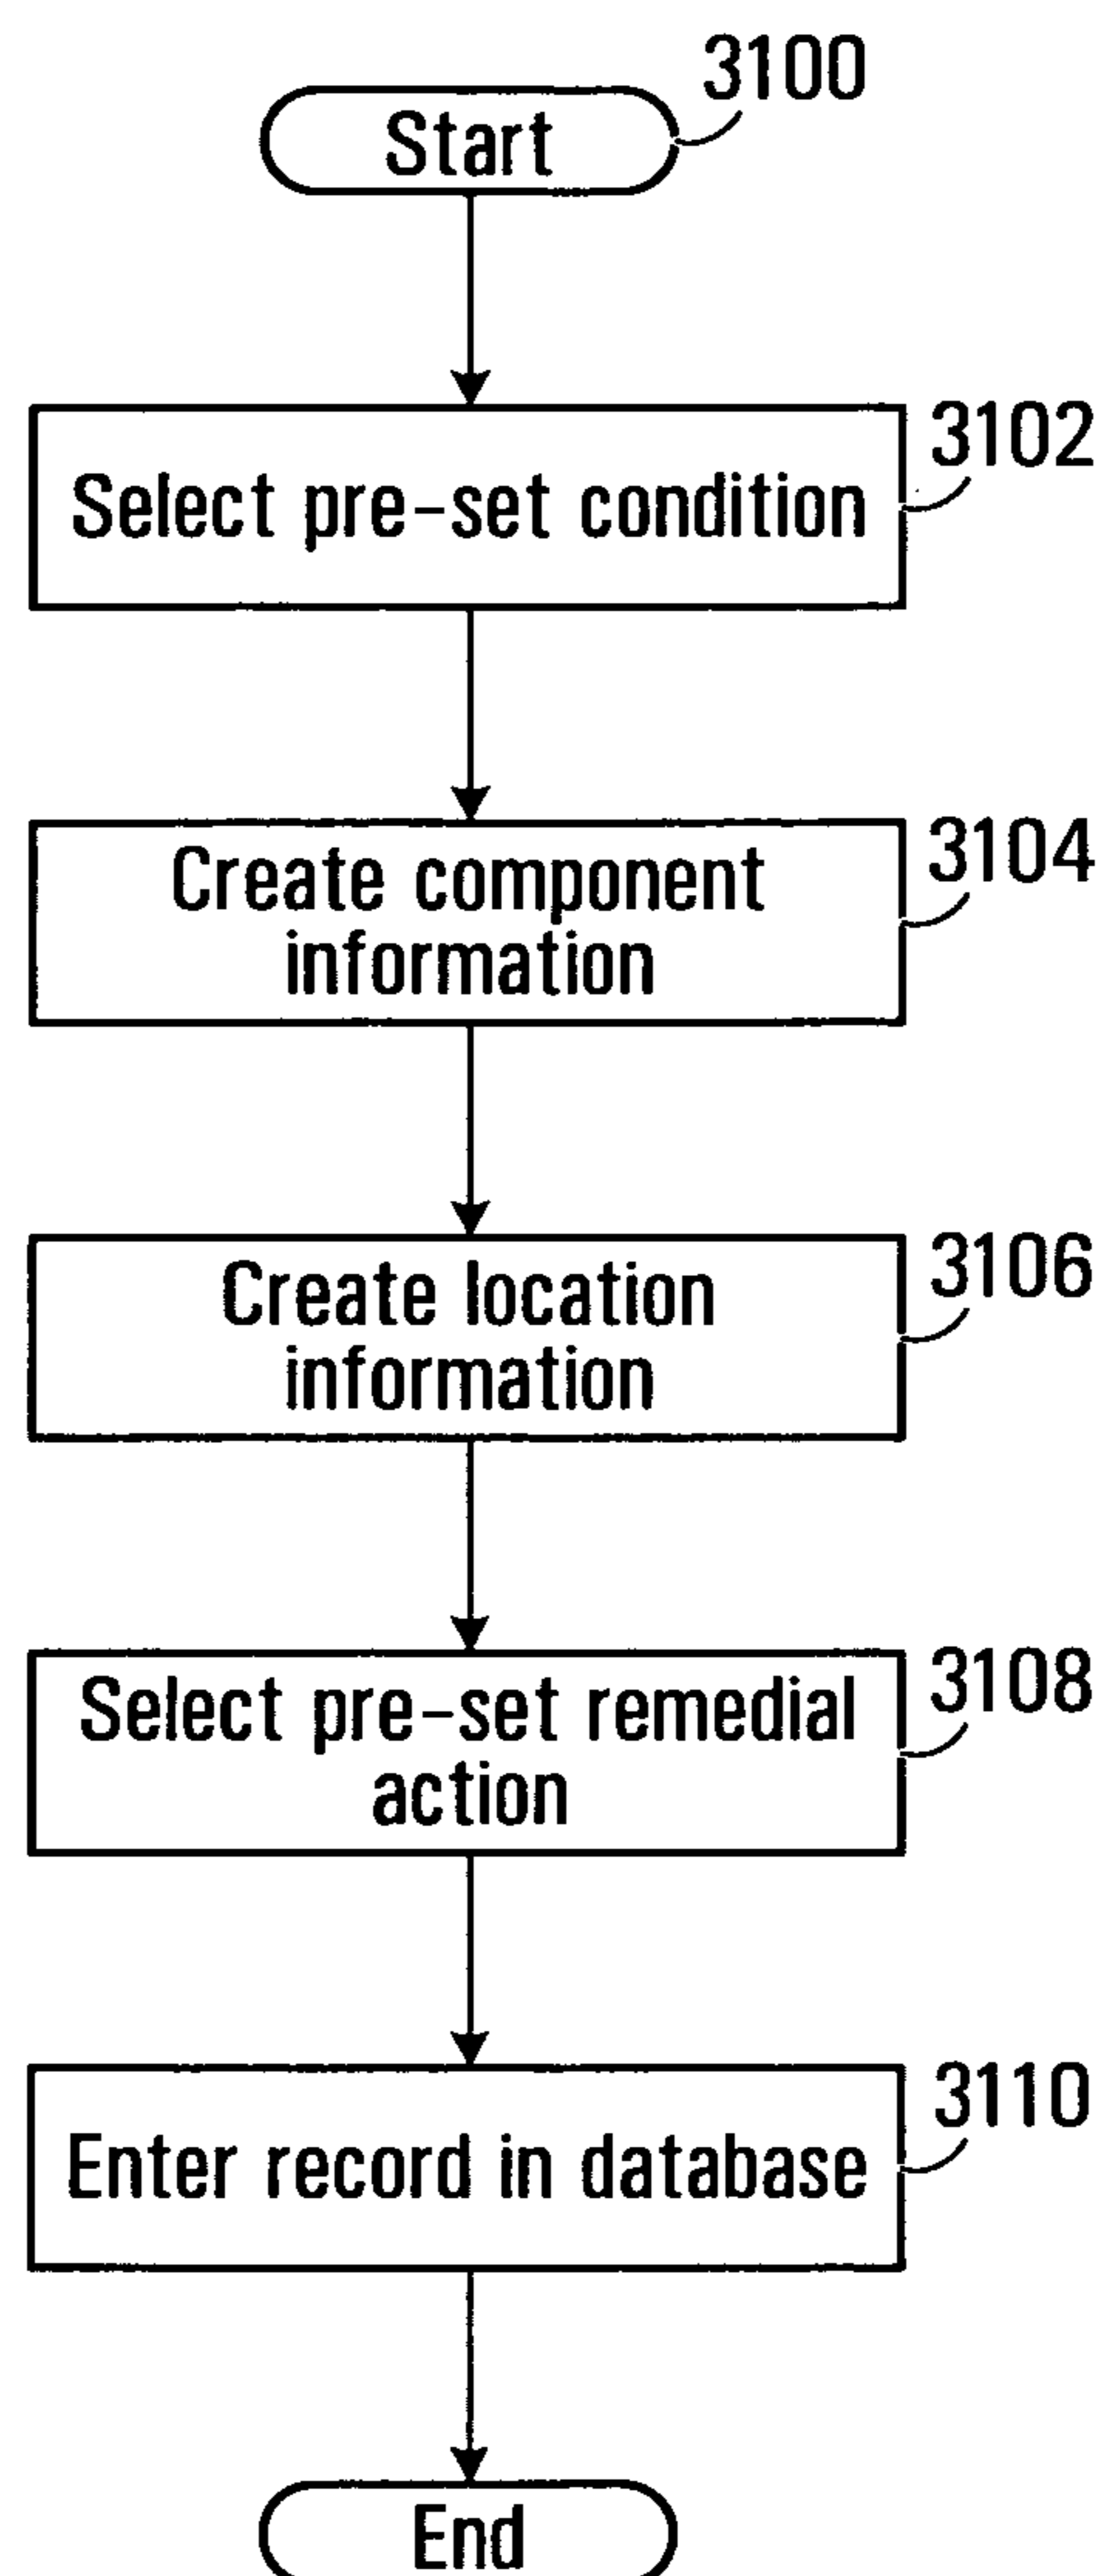 3100
Start
3102
Select pre-set condition
3104
Create component
information
3106
Create location
information
3108
Select pre-set remedial
action
3110
Enter record in database
End